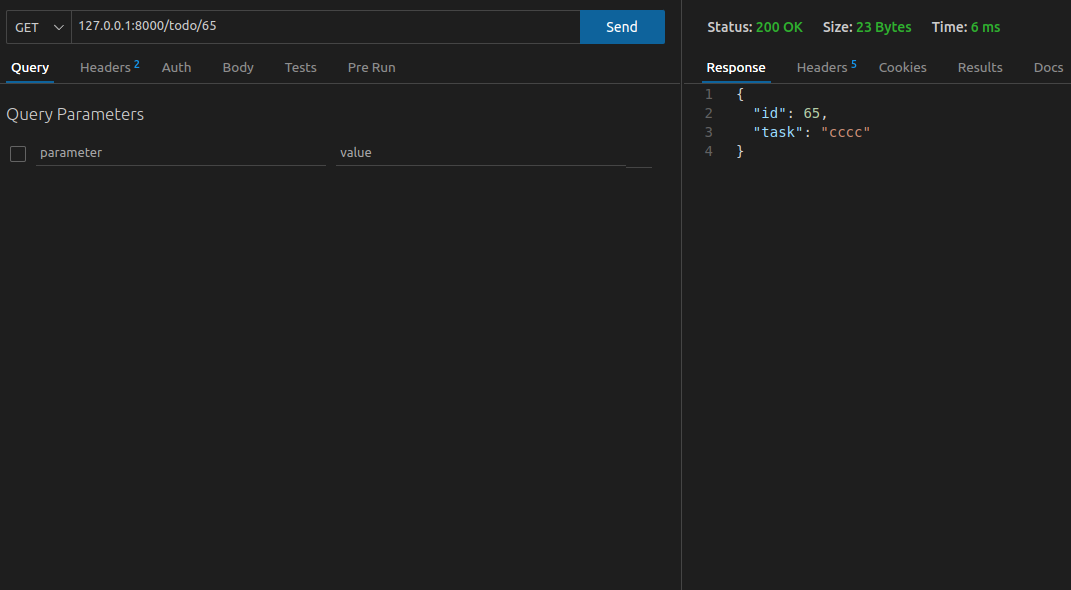 GET 127.0.0.1:8000/todo/65 Send
Query Headers 2 Auth Body Tests Pre Run
Query Parameters
parameter value
Status: 200 OK Size: 23 Bytes Time: 6 ms
Response Headers 5 Cookies Results Docs
1 {
2 "id": 65,
3 "task": "cccc"
4 }